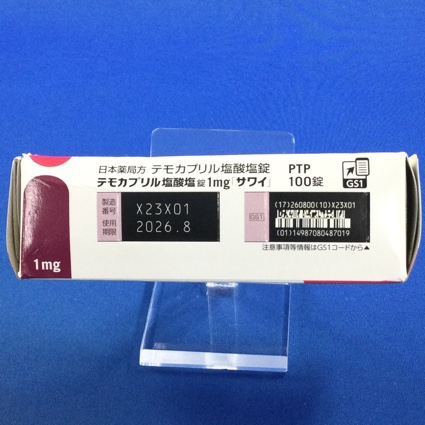 日本薬局方 テモカプリル塩酸塩錠 PTP
テモカプリル塩酸塩錠1mg「サワイ」 100錠
GS1
製造番号 X23X01
使用期限 2026.8
GS1
(17)260800(10)X23X01
(01)14987080487019
注意事項等情報はGS1コードから▲
1mg